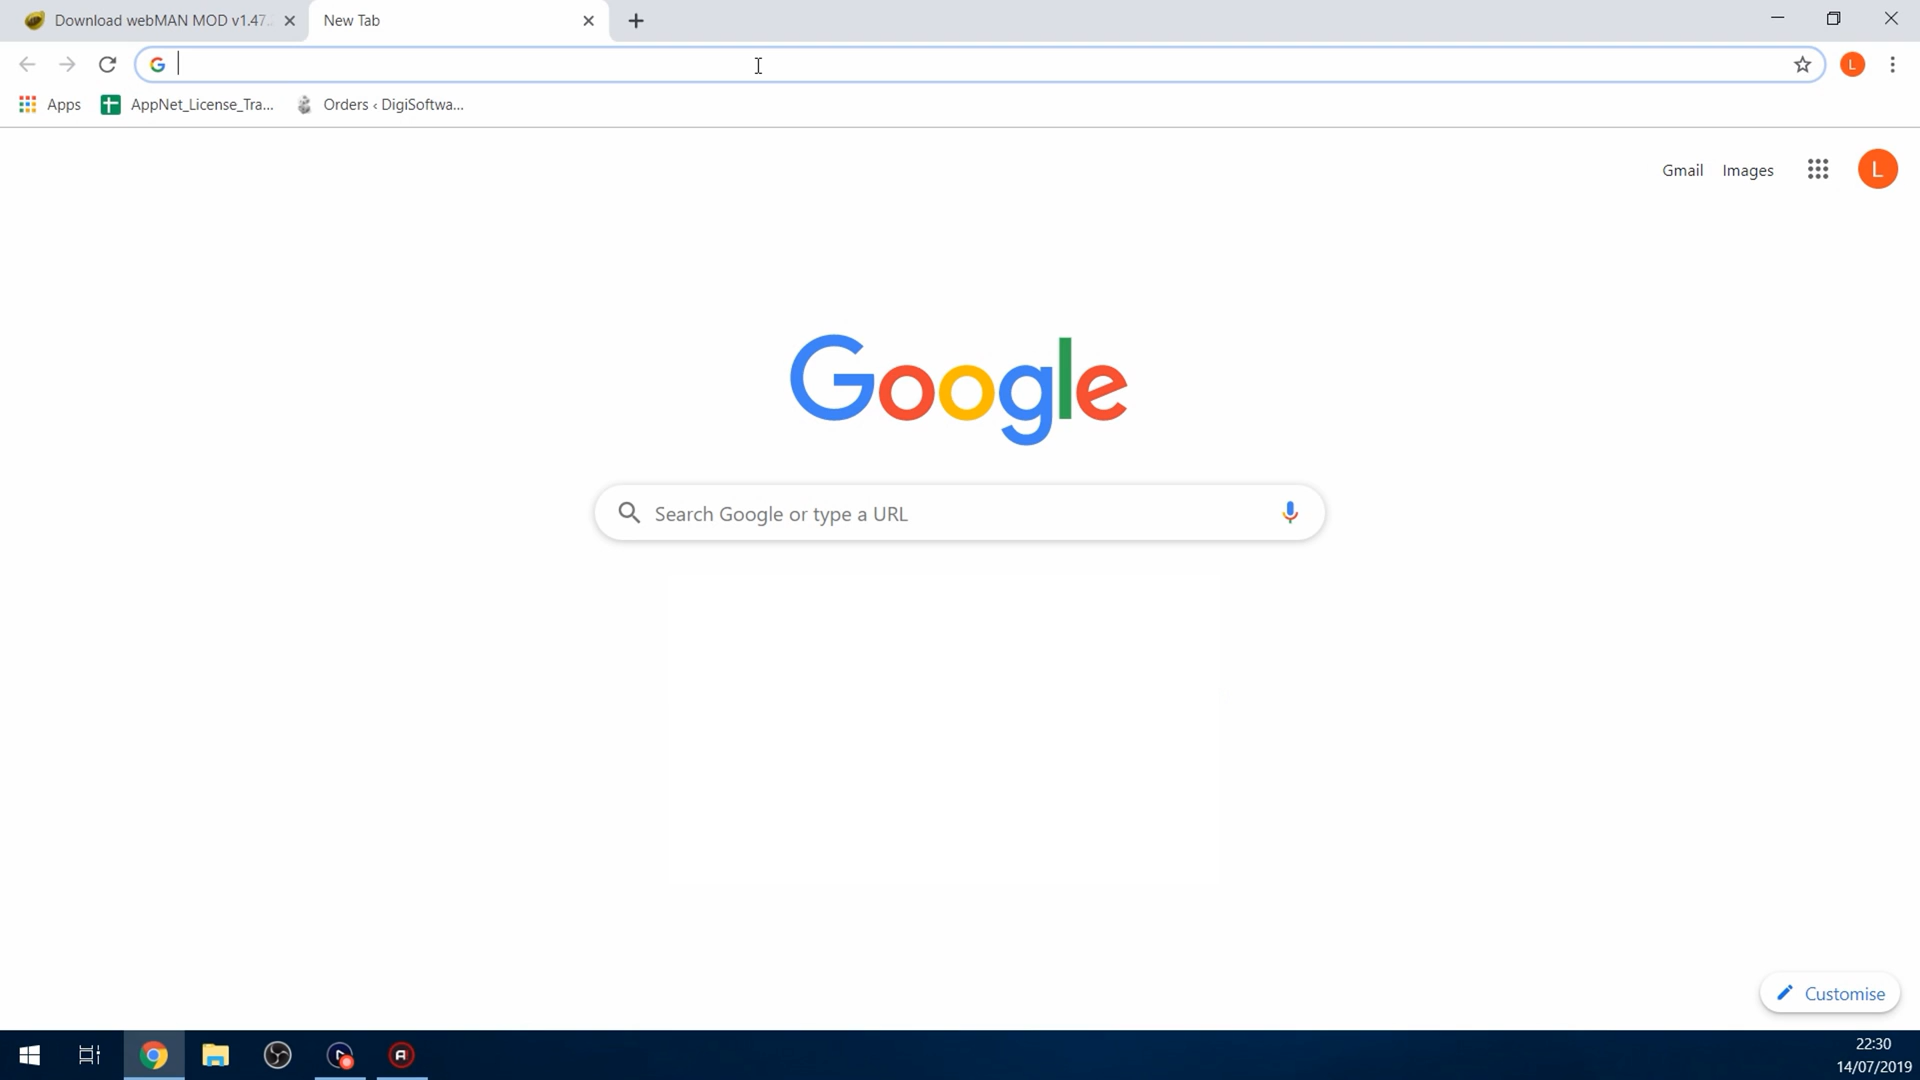 Download webMAN MOD v1.47.
New Tab
Apps
AppNet_License_Tra...
Orders ‹ DigiSoftwa...
L
Gmail
Images
L
Google
Search Google or type a URL
Customise
22:30
14/07/2019